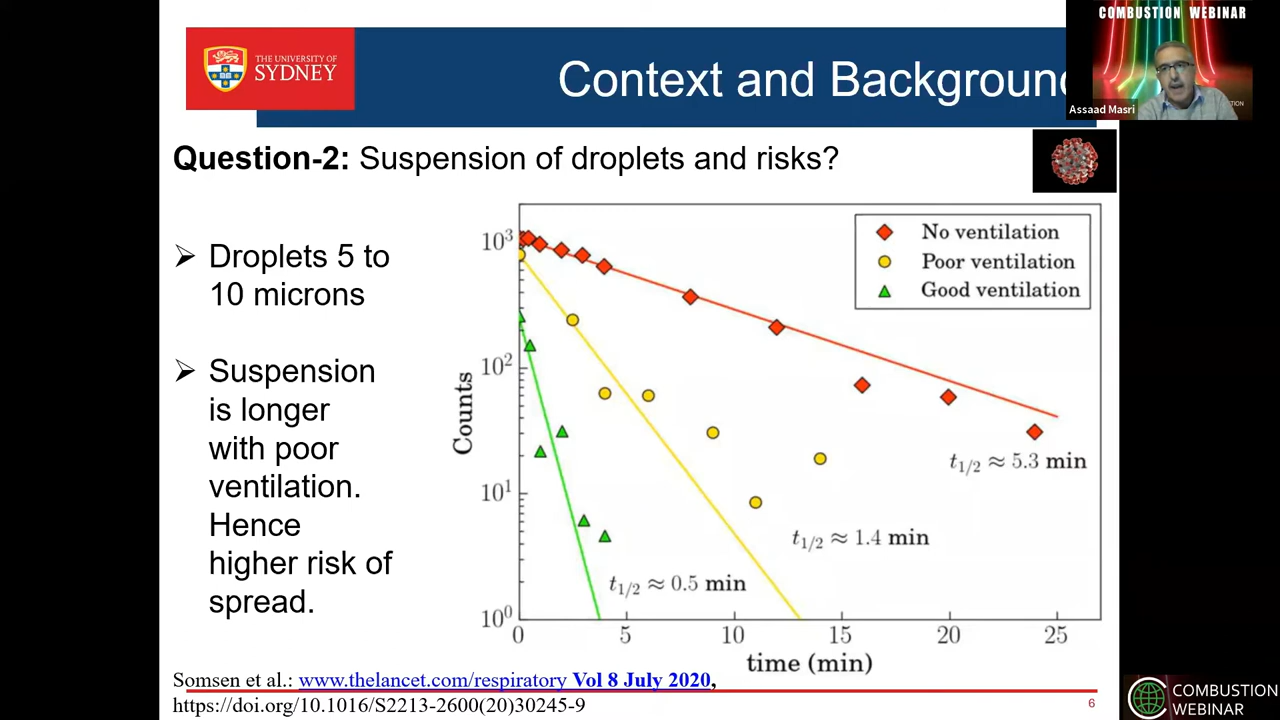 COMBUSTION WEBINAR
Assaad Masri
THE UNIVERSITY OF
SYDNEY
Context and Background
Question-2: Suspension of droplets and risks?
➢ Droplets 5 to
10 microns
➢ Suspension
is longer
with poor
ventilation.
Hence
higher risk of
spread.
Counts
10³
10²
10¹
10⁰
No ventilation
Poor ventilation
Good ventilation
t₁/₂ ≈ 5.3 min
t₁/₂ ≈ 1.4 min
t₁/₂ ≈ 0.5 min
0 5 10 15 20 25
time (min)
Somsen et al.: www.thelancet.com/respiratory Vol 8 July 2020,
https://doi.org/10.1016/S2213-2600(20)30245-9
6
COMBUSTION
WEBINAR